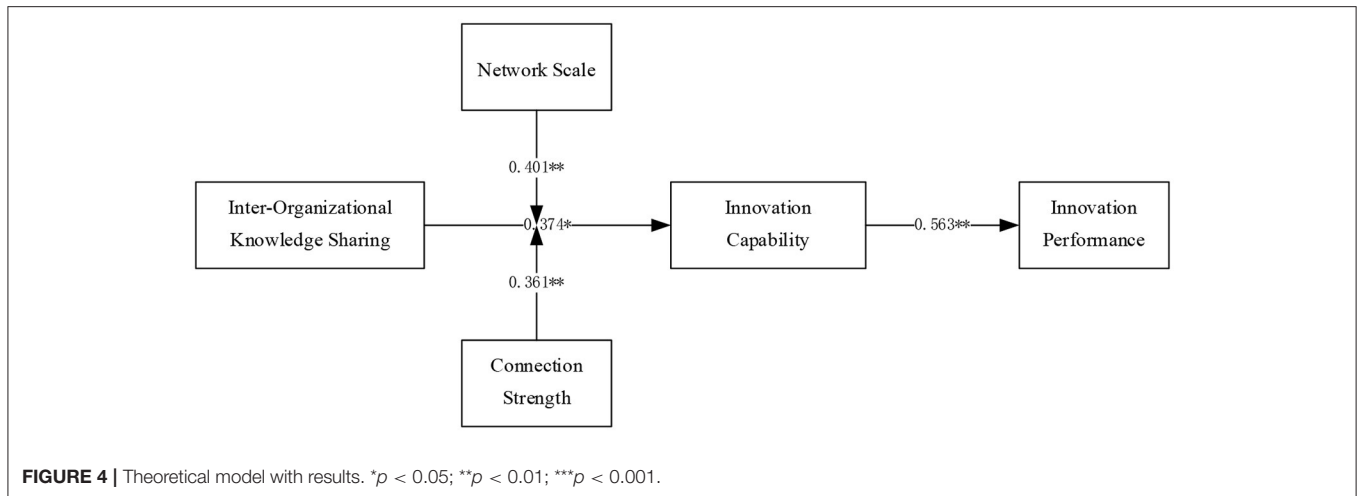 Network Scale
0.401**
Inter-Organizational
Knowledge Sharing
0.374*
Innovation
Capability
0.563**
Innovation
Performance
0.361**
Connection
Strength
FIGURE 4 | Theoretical model with results. *p < 0.05; **p < 0.01; ***p < 0.001.